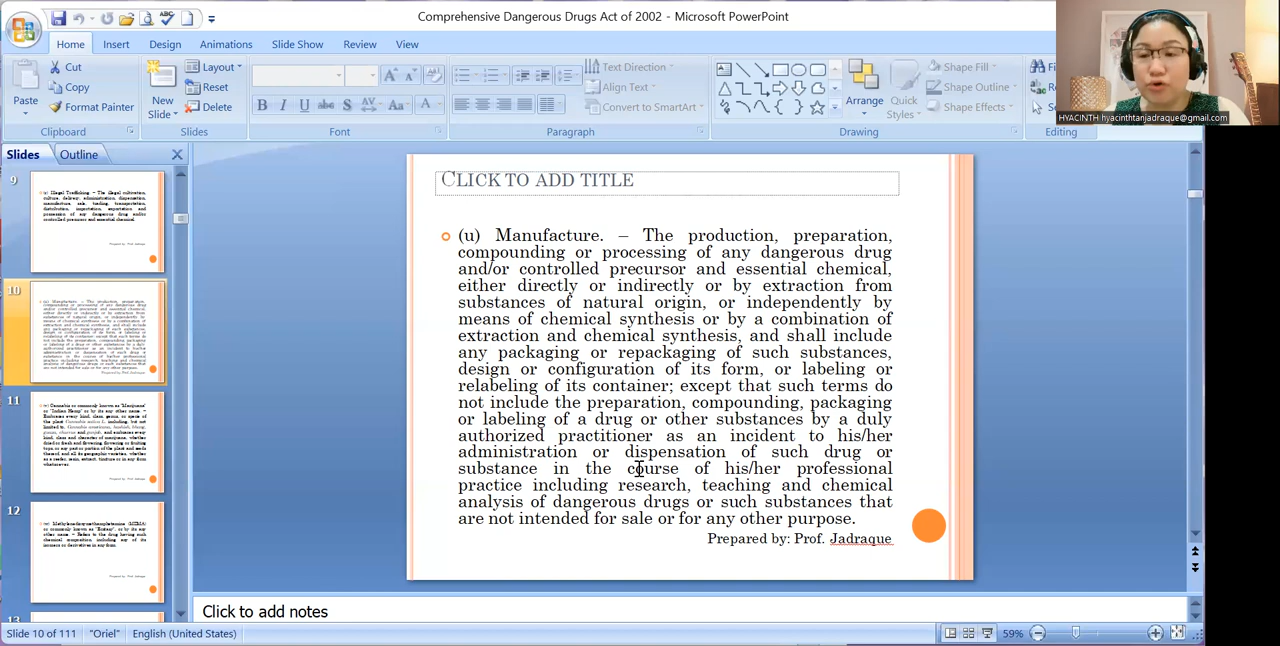 Comprehensive Dangerous Drugs Act of 2002 - Microsoft PowerPoint
Home Insert Design Animations Slide Show Review View
Cut
Copy
Format Painter
Paste
Clipboard
New
Slide
Layout
Reset
Delete
Slides
Font
Text Direction
Align Text
Convert to SmartArt
Paragraph
Arrange
Quick
Styles
Shape Fill
Shape Outline
Shape Effects
Drawing
Editing
HYACINTH hyacinthtanjadraque@gmail.com
Slides Outline
9
10
11
12
CLICK TO ADD TITLE
(u) Manufacture. – The production, preparation,
compounding or processing of any dangerous drug
and/or controlled precursor and essential chemical,
either directly or indirectly or by extraction from
substances of natural origin, or independently by
means of chemical synthesis or by a combination of
extraction and chemical synthesis, and shall include
any packaging or repackaging of such substances,
design or configuration of its form, or labeling or
relabeling of its container; except that such terms do
not include the preparation, compounding, packaging
or labeling of a drug or other substances by a duly
authorized practitioner as an incident to his/her
administration or dispensation of such drug or
substance in the course of his/her professional
practice including research, teaching and chemical
analysis of dangerous drugs or such substances that
are not intended for sale or for any other purpose.
Prepared by: Prof. Jadraque
Click to add notes
Slide 10 of 111 "Oriel" English (United States) 59%